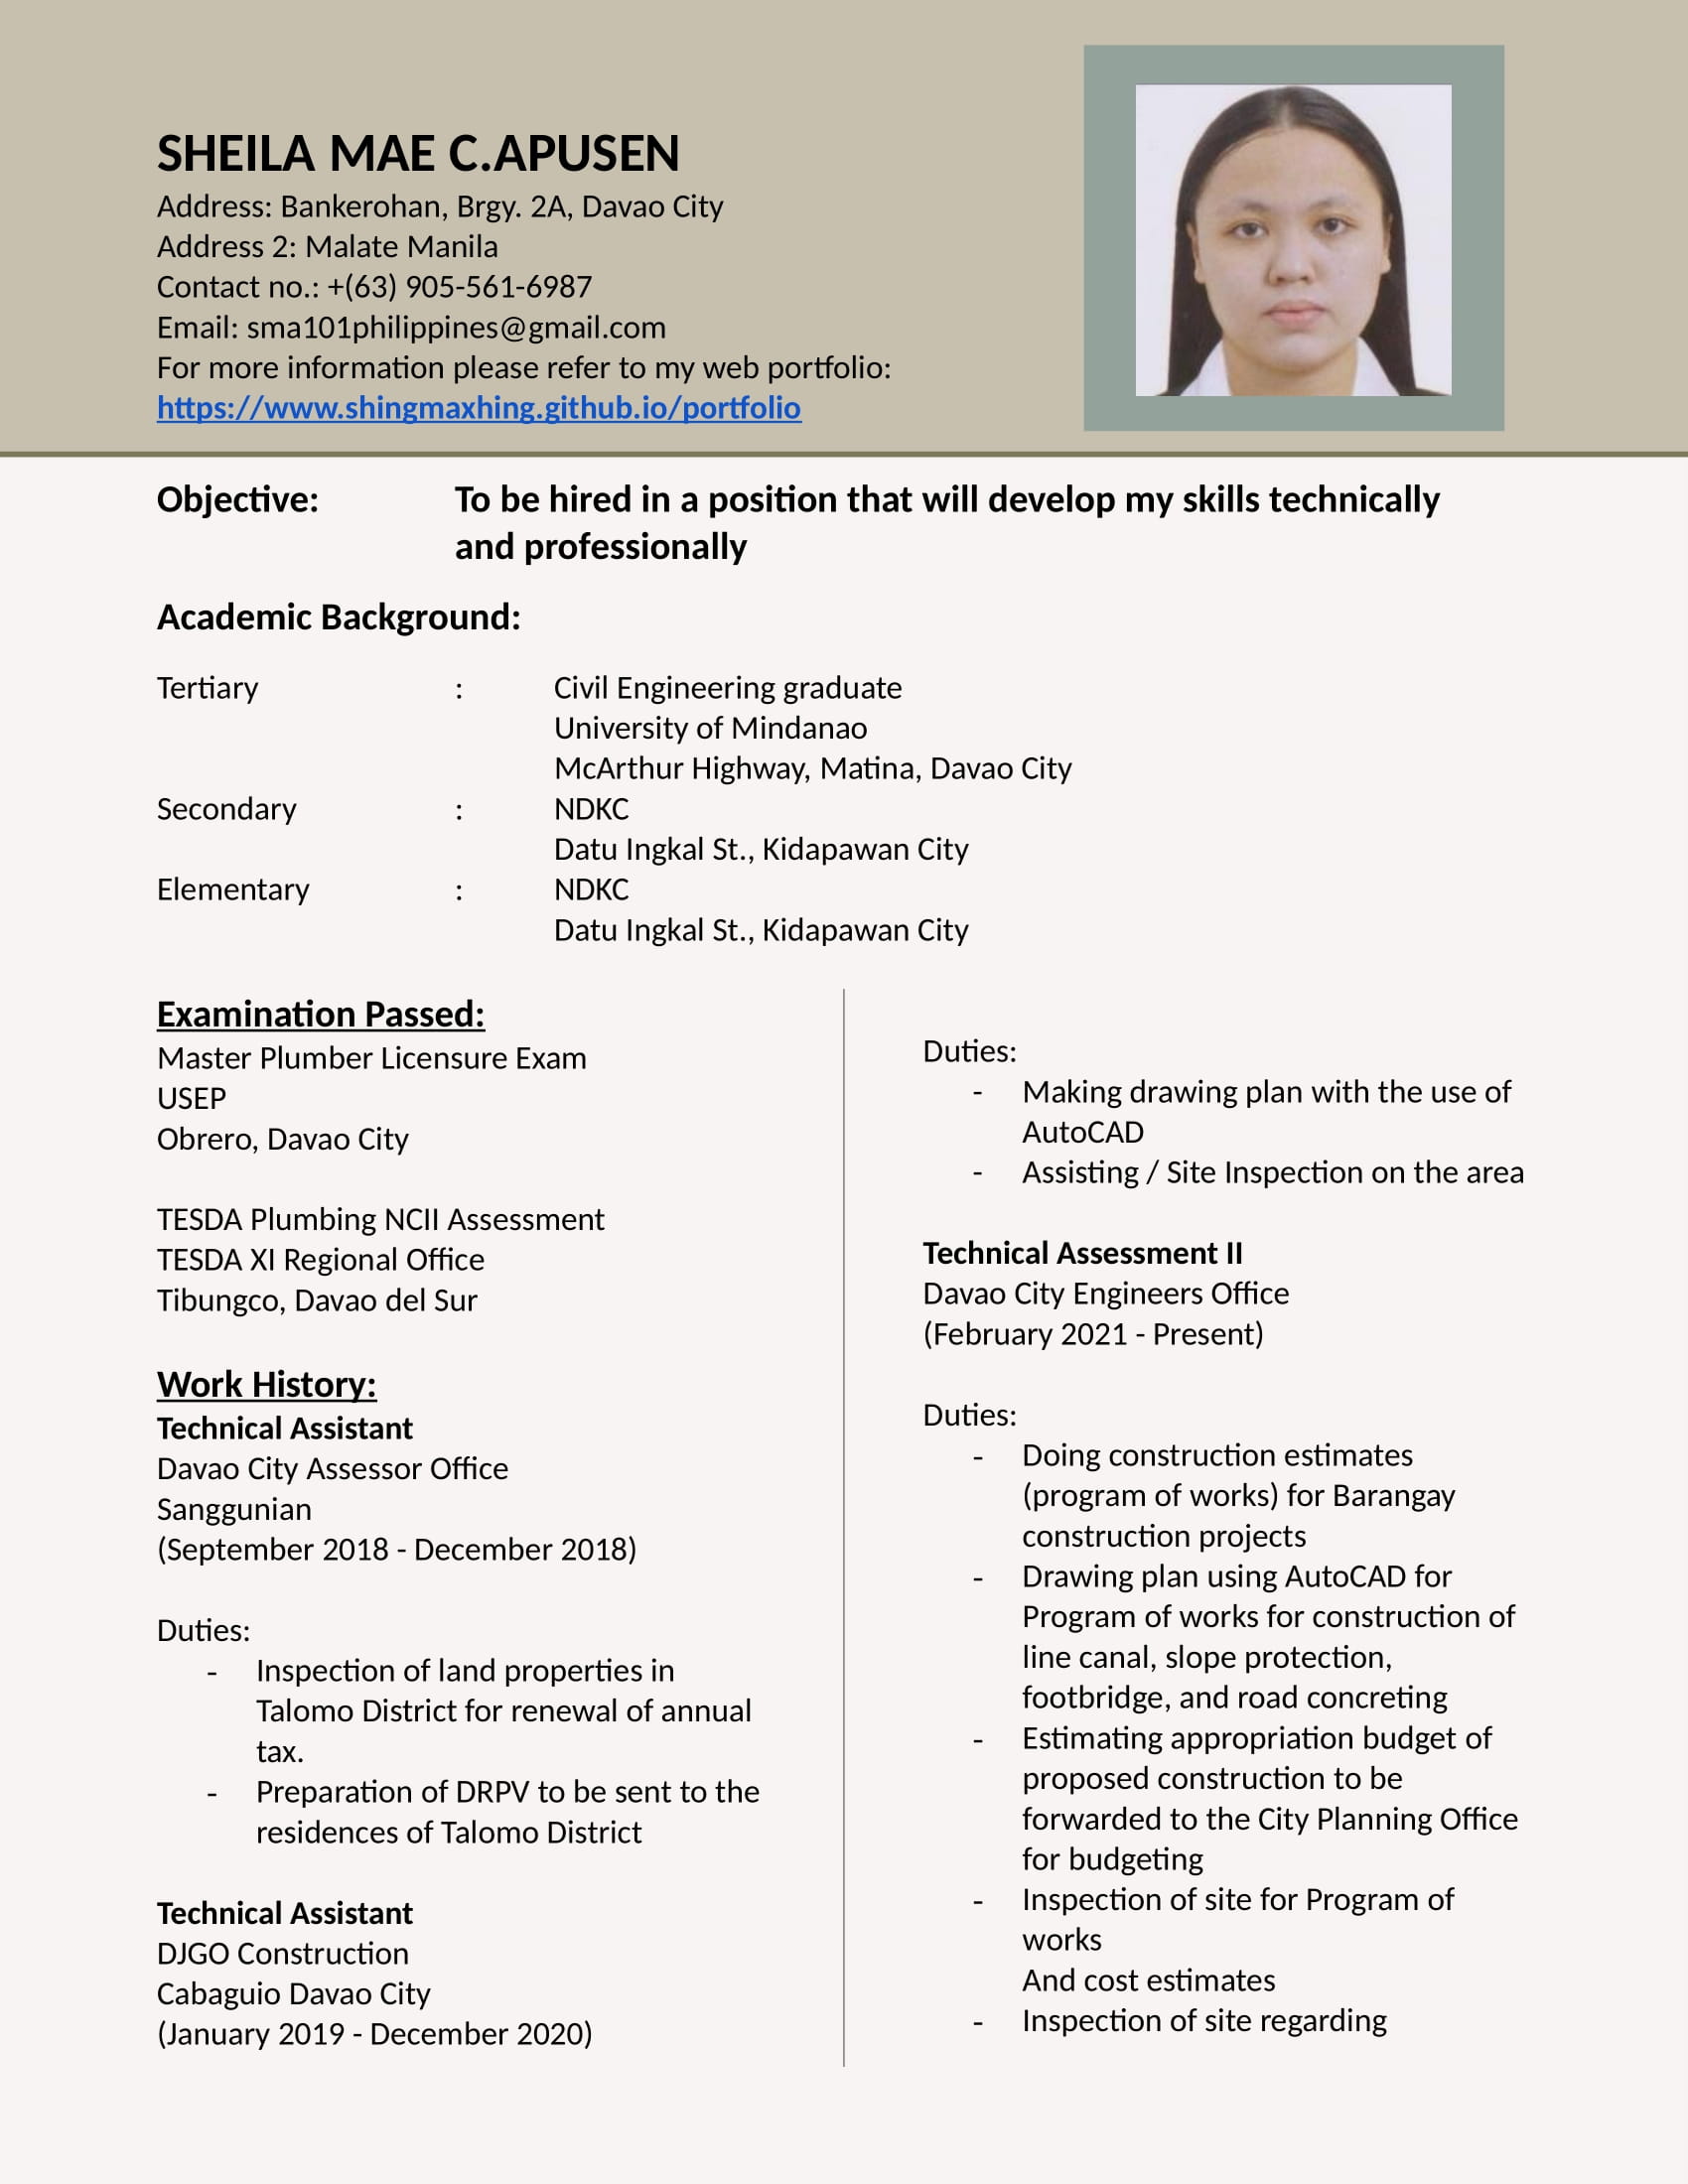 SHEILA MAE C.APUSEN
Address: Bankerohan, Brgy. 2A, Davao City
Address 2: Malate Manila
Contact no.: +(63) 905-561-6987
Email: sma101philippines@gmail.com
For more information please refer to my web portfolio:
https://www.shingmaxhing.github.io/portfolio
Objective: To be hired in a position that will develop my skills technically
and professionally
Academic Background:
Tertiary : Civil Engineering graduate
University of Mindanao
McArthur Highway, Matina, Davao City
Secondary : NDKC
Datu Ingkal St., Kidapawan City
Elementary : NDKC
Datu Ingkal St., Kidapawan City
Examination Passed:
Master Plumber Licensure Exam
USEP
Obrero, Davao City
TESDA Plumbing NCII Assessment
TESDA XI Regional Office
Tibungco, Davao del Sur
Work History:
Technical Assistant
Davao City Assessor Office
Sanggunian
(September 2018 - December 2018)
Duties:
- Inspection of land properties in
Talomo District for renewal of annual
tax.
- Preparation of DRPV to be sent to the
residences of Talomo District
Technical Assistant
DJGO Construction
Cabaguio Davao City
(January 2019 - December 2020)
Duties:
- Making drawing plan with the use of
AutoCAD
- Assisting / Site Inspection on the area
Technical Assessment II
Davao City Engineers Office
(February 2021 - Present)
Duties:
- Doing construction estimates
(program of works) for Barangay
construction projects
- Drawing plan using AutoCAD for
Program of works for construction of
line canal, slope protection,
footbridge, and road concreting
- Estimating appropriation budget of
proposed construction to be
forwarded to the City Planning Office
for budgeting
- Inspection of site for Program of
works
And cost estimates
- Inspection of site regarding